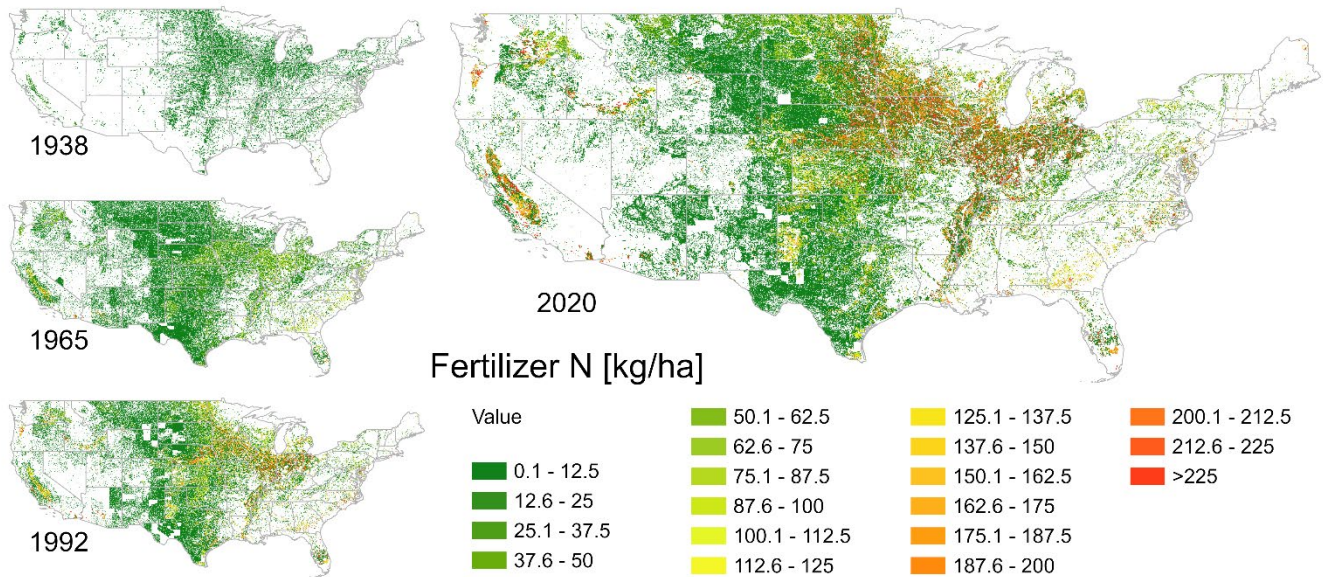 1938
1965
1992
2020
Fertilizer N [kg/ha]
Value
0.1 - 12.5
12.6 - 25
25.1 - 37.5
37.6 - 50
50.1 - 62.5
62.6 - 75
75.1 - 87.5
87.6 - 100
100.1 - 112.5
112.6 - 125
125.1 - 137.5
137.6 - 150
150.1 - 162.5
162.6 - 175
175.1 - 187.5
187.6 - 200
200.1 - 212.5
212.6 - 225
>225